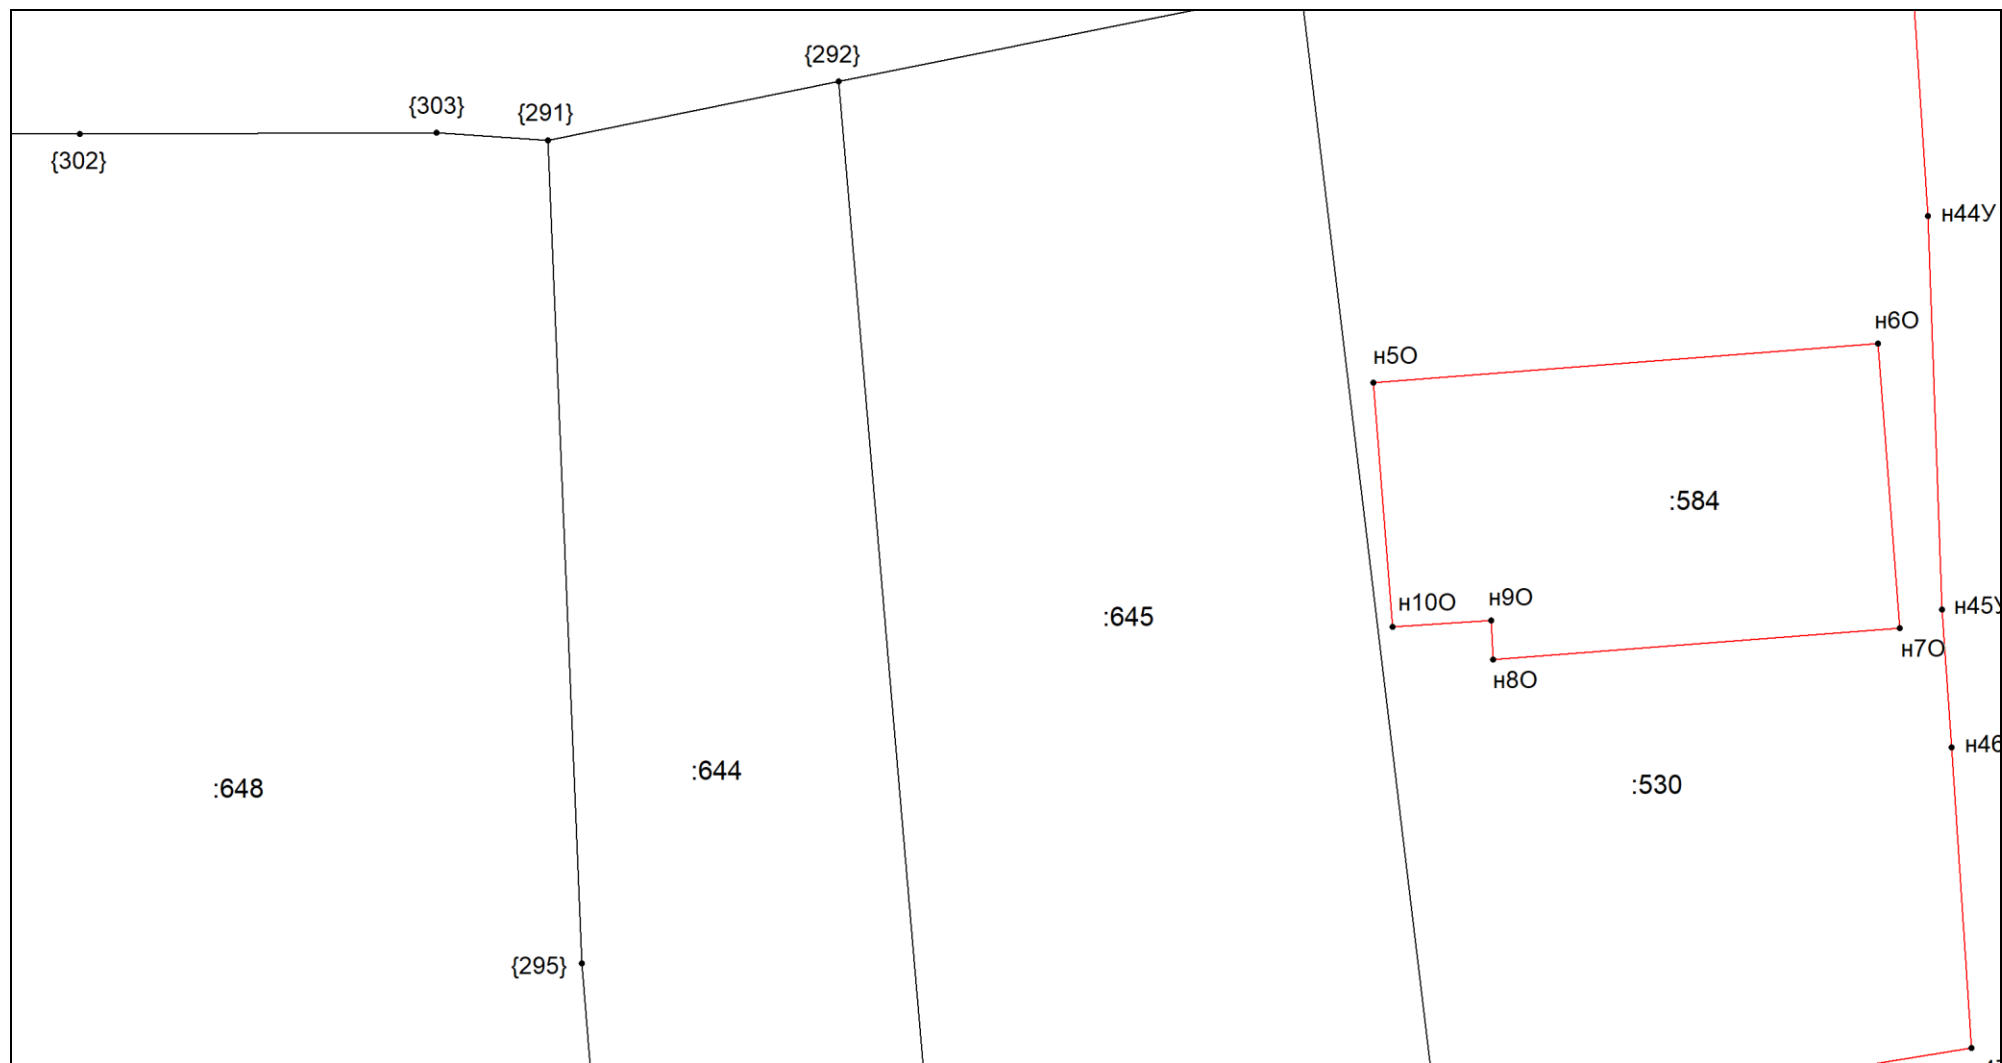 {292}
{303}
{291}
{302}
н44У
н6О
н5О
:584
н10О
н9О
н45У
:645
н7О
н8О
н46
:644
:530
:648
{295}